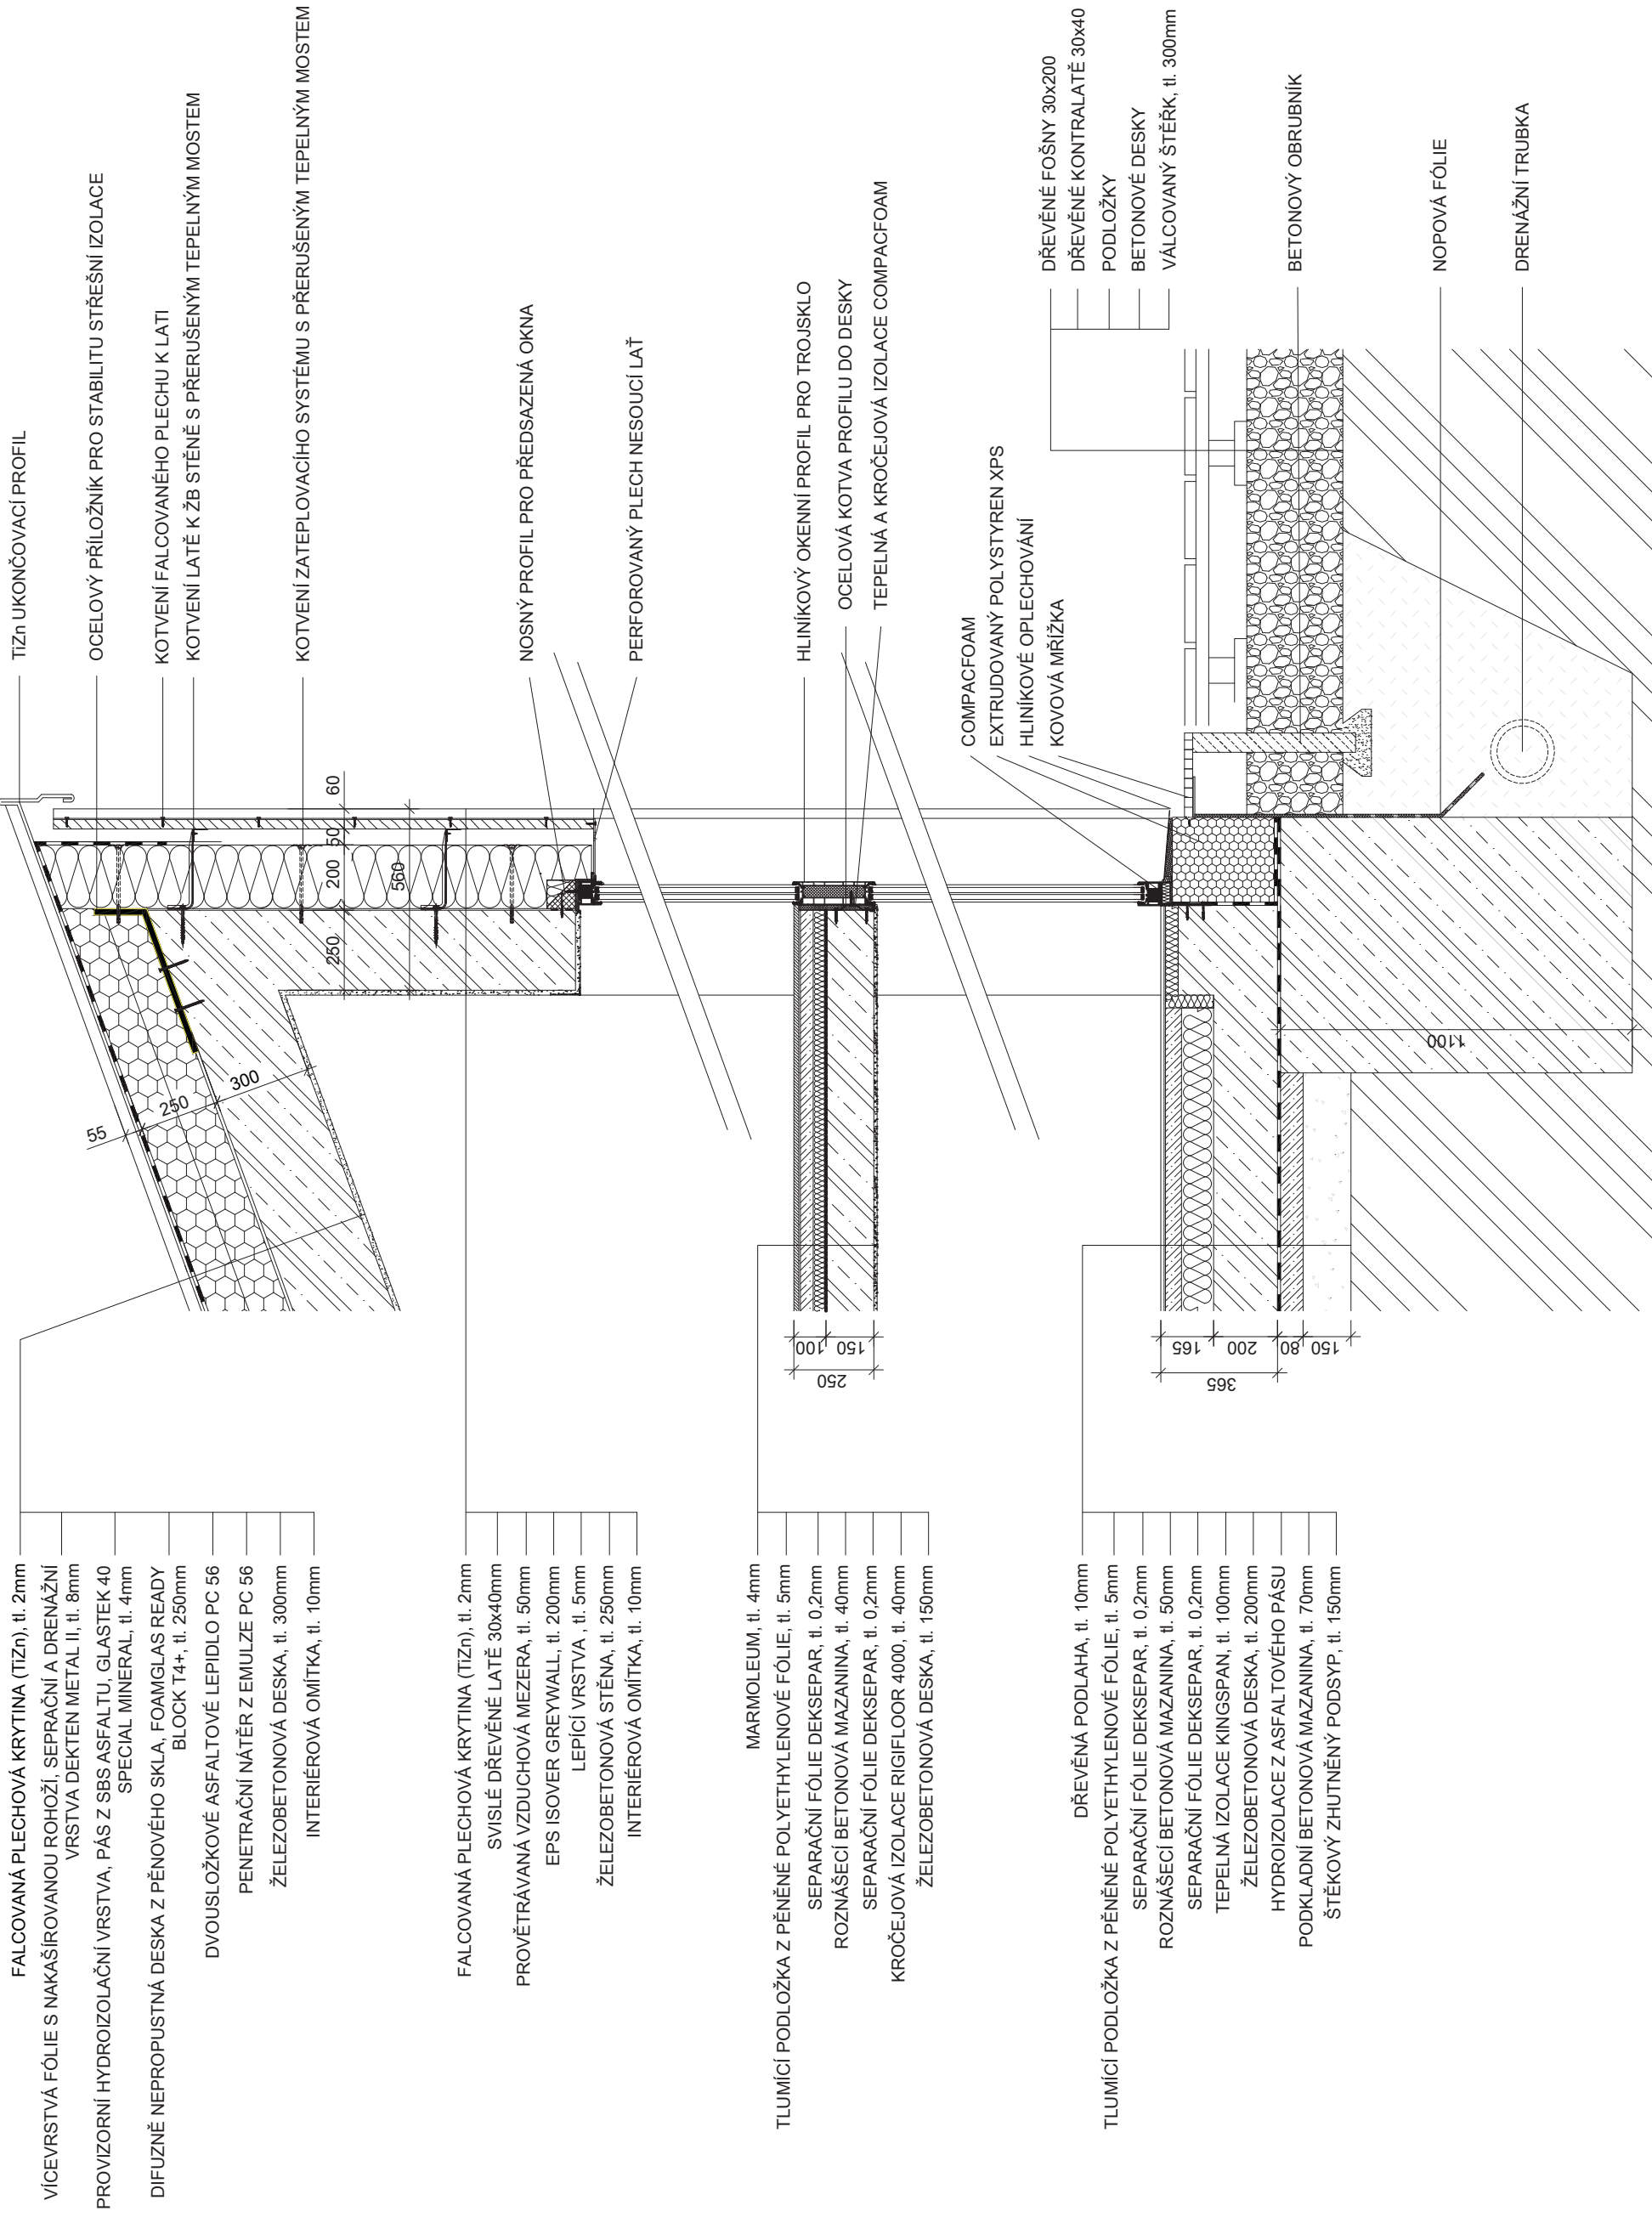 FALCOVANÁ PLECHOVÁ KRYTINA (TiZn), tl. 2mm
VÍCEVRSTVÁ FÓLIE S NAKAŠÍROVANOU ROHOŽÍ, SEPRAČNÍ A DRENÁŽNÍ
VRSTVA DEKTEN METAL II, tl. 8mm
PROVIZORNÍ HYDROIZOLAČNÍ VRSTVA, PÁS Z SBS ASFALTU, GLASTEK 40
SPECIAL MINERAL, tl. 4mm
DIFUZNĚ NEPROPUSTNÁ DESKA Z PĚNOVÉHO SKLA, FOAMGLAS READY
BLOCK T4+, tl. 250mm
DVOUSLOŽKOVÉ ASFALTOVÉ LEPIDLO PC 56
PENETRAČNÍ NÁTĚR Z EMULZE PC 56
ŽELEZOBETONOVÁ DESKA, tl. 300mm
INTERIÉROVÁ OMÍTKA, tl. 10mm
FALCOVANÁ PLECHOVÁ KRYTINA (TiZn), tl. 2mm
SVISLÉ DŘEVĚNÉ LATĚ 30x40mm
PROVĚTRÁVANÁ VZDUCHOVÁ MEZERA, tl. 50mm
EPS ISOVER GREYWALL, tl. 200mm
LEPÍCÍ VRSTVA , tl. 5mm
ŽELEZOBETONOVÁ STĚNA, tl. 250mm
INTERIÉROVÁ OMÍTKA, tl. 10mm
MARMOLEUM, tl. 4mm
TLUMÍCÍ PODLOŽKA Z PĚNĚNÉ POLYETHYLENOVÉ FÓLIE, tl. 5mm
SEPARAČNÍ FÓLIE DEKSEPAR, tl. 0,2mm
ROZNÁŠECÍ BETONOVÁ MAZANINA, tl. 40mm
SEPARAČNÍ FÓLIE DEKSEPAR, tl. 0,2mm
KROČEJOVÁ IZOLACE RIGIFLOOR 4000, tl. 40mm
ŽELEZOBETONOVÁ DESKA, tl. 150mm
DŘEVĚNÁ PODLAHA, tl. 10mm
TLUMÍCÍ PODLOŽKA Z PĚNĚNÉ POLYETHYLENOVÉ FÓLIE, tl. 5mm
SEPARAČNÍ FÓLIE DEKSEPAR, tl. 0,2mm
ROZNÁŠECÍ BETONOVÁ MAZANINA, tl. 50mm
SEPARAČNÍ FÓLIE DEKSEPAR, tl. 0,2mm
TEPELNÁ IZOLACE KINGSPAN, tl. 100mm
ŽELEZOBETONOVÁ DESKA, tl. 200mm
HYDROIZOLACE Z ASFALTOVÉHO PÁSU
PODKLADNÍ BETONOVÁ MAZANINA, tl. 70mm
ŠTĚKOVÝ ZHUTNĚNÝ PODSYP, tl. 150mm
55
250
300
250
200
50
60
560
100
150
250
165
200
365
80
150
1100
TiZn UKONČOVACÍ PROFIL
OCELOVÝ PŘÍLOŽNÍK PRO STABILITU STŘEŠNÍ IZOLACE
KOTVENÍ FALCOVANÉHO PLECHU K LATI
KOTVENÍ LATĚ K ŽB STĚNĚ S PŘERUŠENÝM TEPELNÝM MOSTEM
KOTVENÍ ZATEPLOVACÍHO SYSTÉMU S PŘERUŠENÝM TEPELNÝM MOSTEM
NOSNÝ PROFIL PRO PŘEDSAZENÁ OKNA
PERFOROVANÝ PLECH NESOUCÍ LAŤ
HLINÍKOVÝ OKENNÍ PROFIL PRO TROJSKLO
OCELOVÁ KOTVA PROFILU DO DESKY
TEPELNÁ A KROČEJOVÁ IZOLACE COMPACFOAM
COMPACFOAM
EXTRUDOVANÝ POLYSTYREN XPS
HLINÍKOVÉ OPLECHOVÁNÍ
KOVOVÁ MŘÍŽKA
DŘEVĚNÉ FOŠNY 30x200
DŘEVĚNÉ KONTRALATĚ 30x40
PODLOŽKY
BETONOVÉ DESKY
VÁLCOVANÝ ŠTĚRK, tl. 300mm
BETONOVÝ OBRUBNÍK
NOPOVÁ FÓLIE
DRENÁŽNÍ TRUBKA